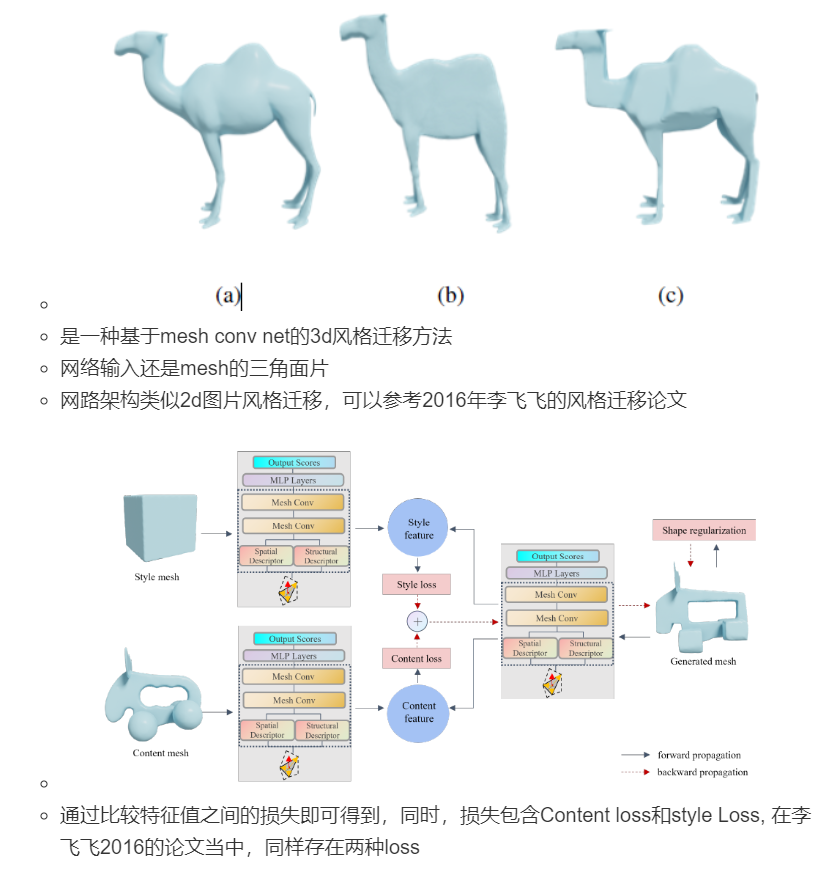 (a) (b) (c)
是一种基于mesh conv net的3d风格迁移方法
网络输入还是mesh的三角面片
网路架构类似2d图片风格迁移，可以参考2016年李飞飞的风格迁移论文
Output Scores
MLP Layers
Mesh Conv
Mesh Conv
Spatial Descriptor
Structural Descriptor
Style mesh
Style feature
Style loss
+
Content loss
Content feature
Output Scores
MLP Layers
Mesh Conv
Mesh Conv
Spatial Descriptor
Structural Descriptor
Content mesh
Output Scores
MLP Layers
Mesh Conv
Mesh Conv
Spatial Descriptor
Structural Descriptor
Shape regularization
Generated mesh
forward propagation
backward propagation
通过比较特征值之间的损失即可得到，同时，损失包含Content loss和style Loss, 在李
飞飞2016的论文当中，同样存在两种loss